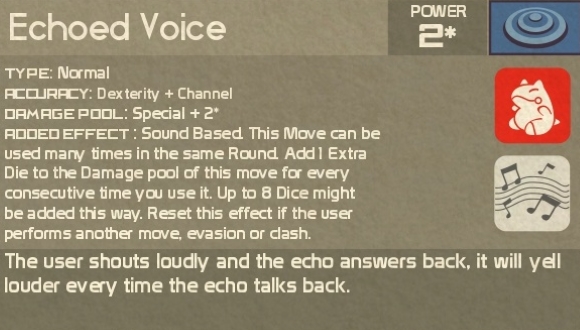 Echoed Voice
POWER
2*
TYPE: Normal
ACCURACY: Dexterity + Channel
DAMAGE POOL: Special + 2*
ADDED EFFECT : Sound Based. This Move can be
used many times in the same Round. Add 1 Extra
Die to the Damage pool of this move for every
consecutive time you use it. Up to 8 Dice might
be added this way. Reset this effect if the user
performs another move, evasion or clash.
The user shouts loudly and the echo answers back, it will yell
louder every time the echo talks back.